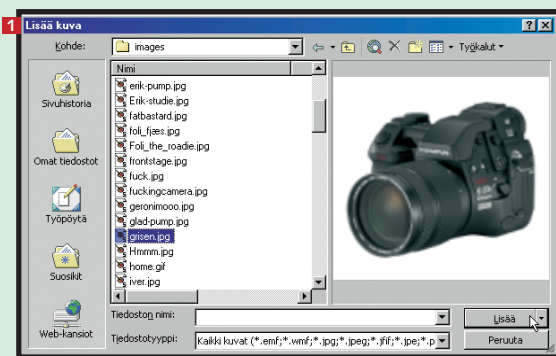 1
Lisää kuva
Kohde: images Työkalut
Nimi
erik-pump.jpg
Erik-studie.jpg
fatbastard.jpg
foli_fjæs.jpg
Foli_the_roadie.jpg
frontstage.jpg
fuck.jpg
fuckingcamera.jpg
geronimooo.jpg
glad-pump.jpg
grisen.jpg
Hmmm.jpg
home.gif
iver.jpg
Sivuhistoria
Omat tiedostot
Työpöytä
Suosikit
Web-kansiot
Tiedoston nimi: Lisää
Tiedostotyyppi: Kaikki kuvat (*.emf;*.wmf;*.jpg;*.jpeg;*.jfif;*.jpe;*.p Peruuta
OLYMPUS